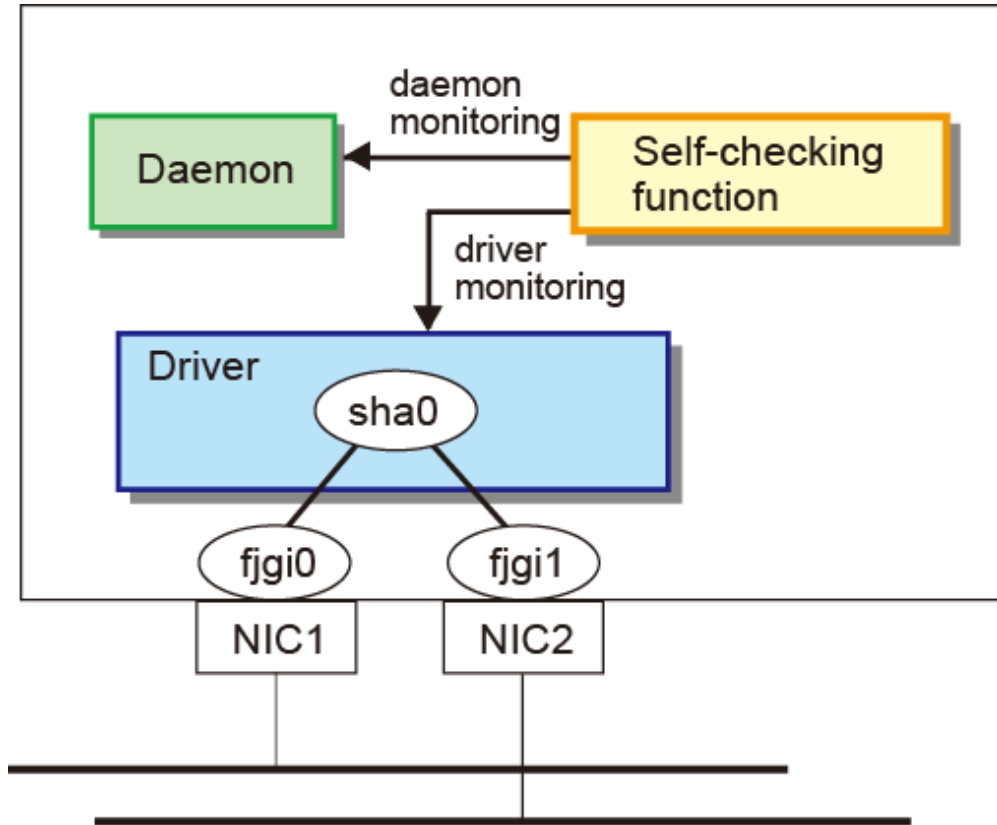 daemon
monitoring
Daemon
Self-checking
function
driver
monitoring
Driver
sha0
fjgi0
fjgi1
NIC1
NIC2